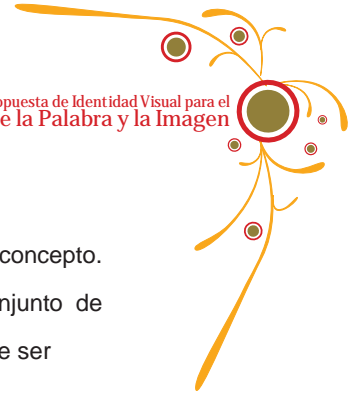 opuesta de Identidad Visual para el
e la Palabra y la Imagen
concepto.
njunto de
e ser